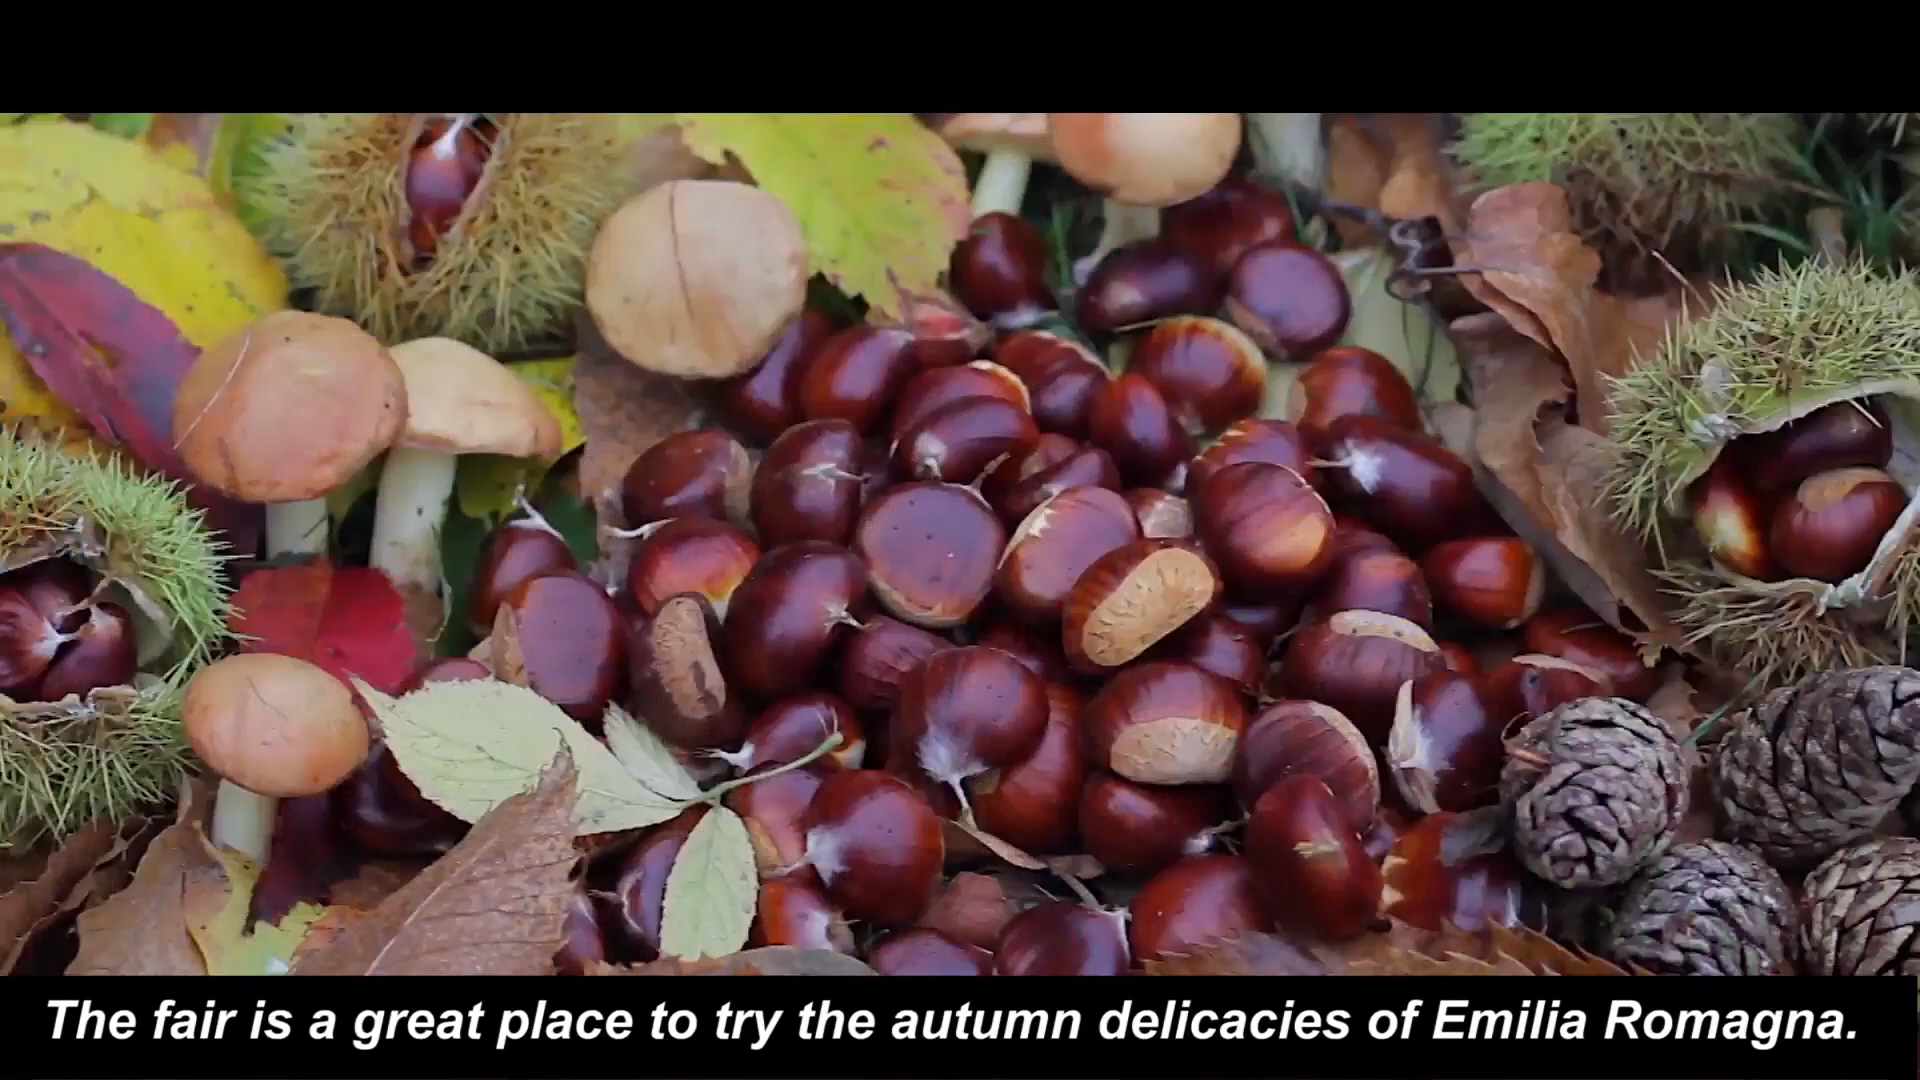 The fair is a great place to try the autumn delicacies of Emilia Romagna.